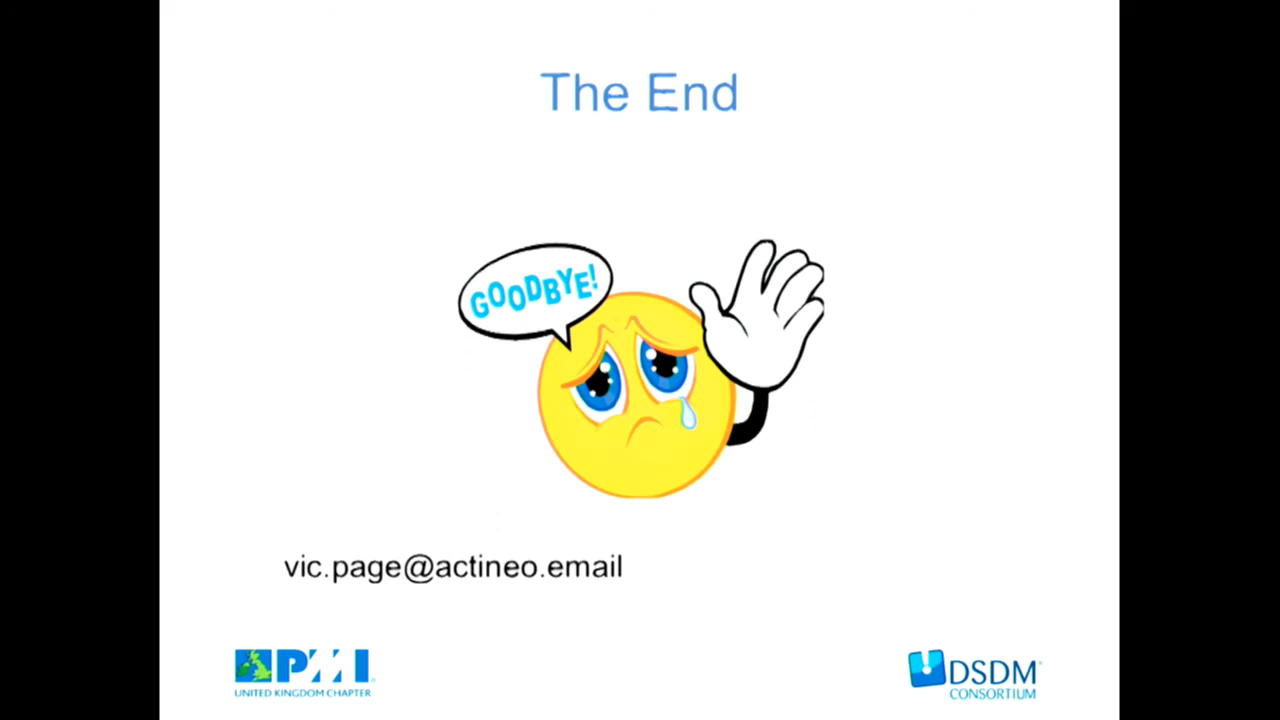 The End
GOODBYE!
vic.page@actineo.email
PMI
UNITED KINGDOM CHAPTER
DSDM
CONSORTIUM